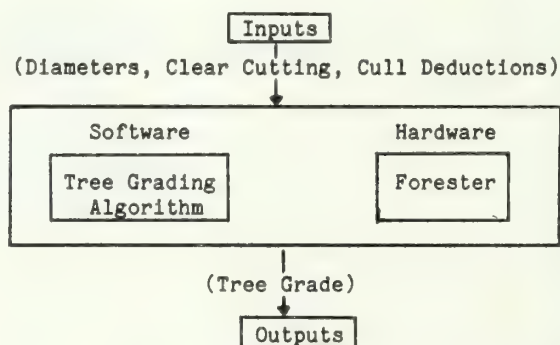 Inputs
(Diameters, Clear Cutting, Cull Deductions)
Software Hardware
Tree Grading Forester
Algorithm
(Tree Grade)
Outputs